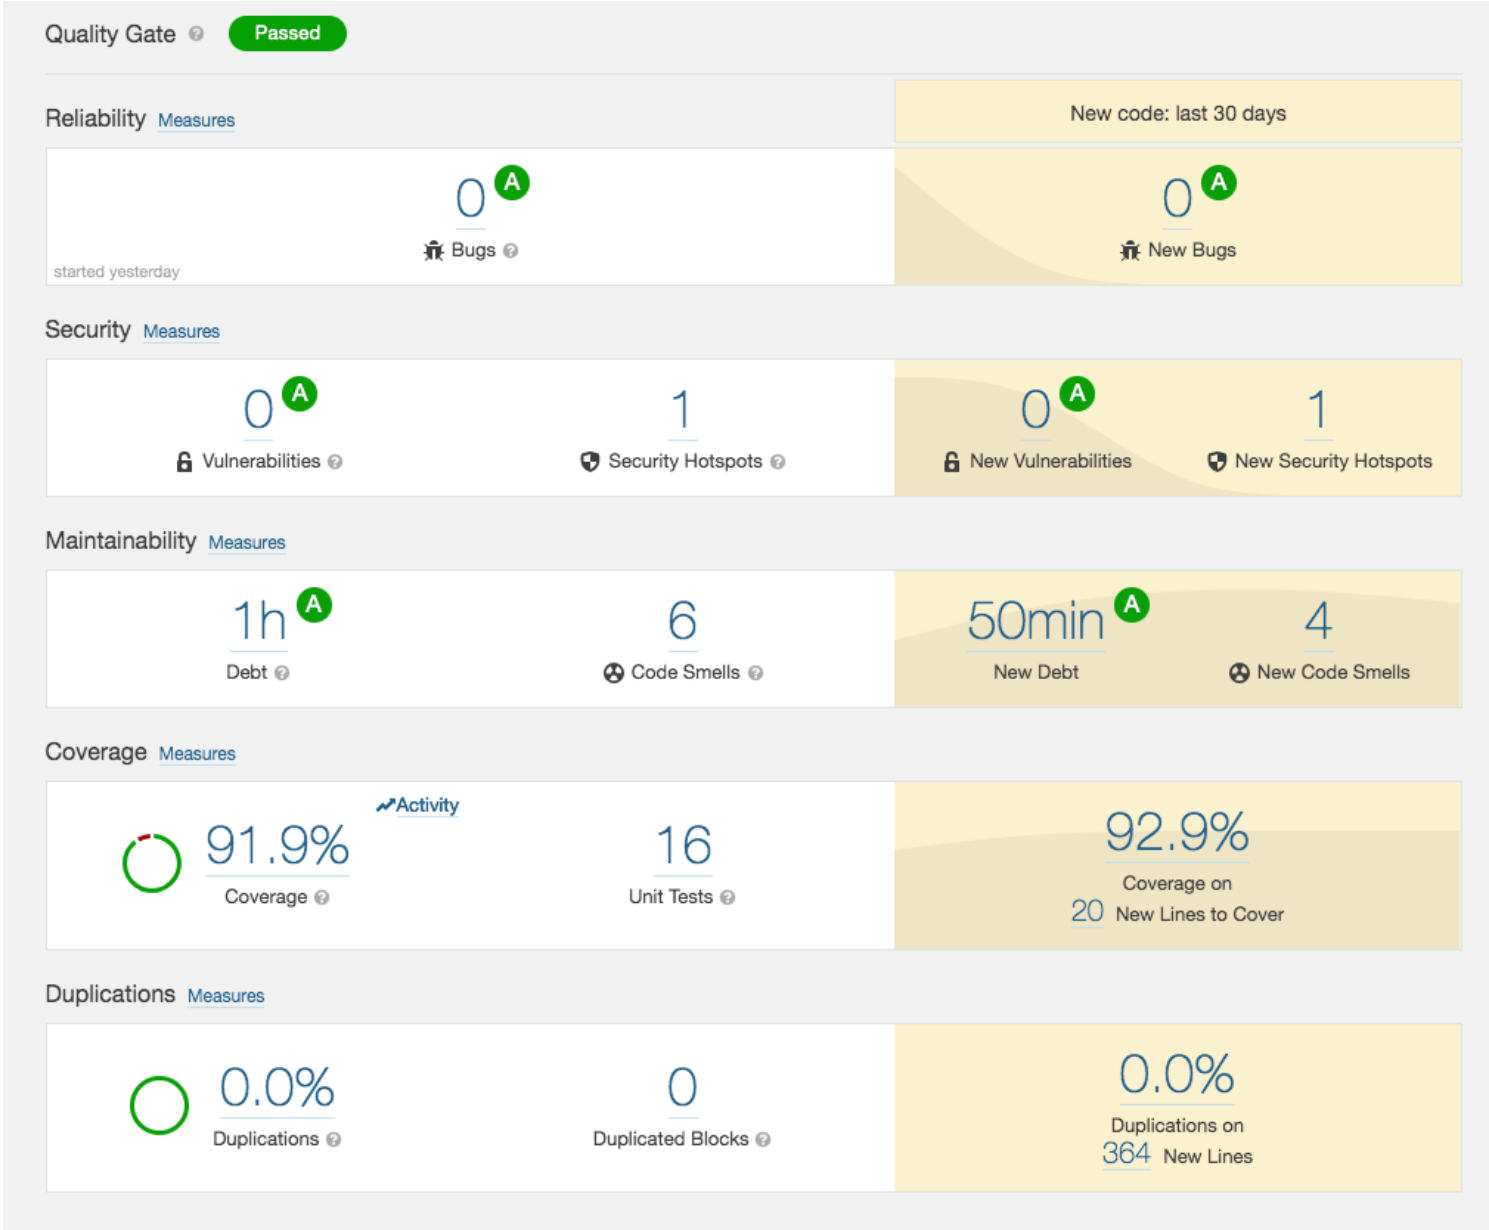 Quality Gate ? Passed
Reliability Measures
New code: last 30 days
0 A
Bugs ?
started yesterday
0 A
New Bugs
Security Measures
0 A
Vulnerabilities ?
1
Security Hotspots ?
0 A
New Vulnerabilities
1
New Security Hotspots
Maintainability Measures
1h A
Debt ?
6
Code Smells ?
50min A
New Debt
4
New Code Smells
Coverage Measures
Activity
91.9%
Coverage ?
16
Unit Tests ?
92.9%
Coverage on
20 New Lines to Cover
Duplications Measures
0.0%
Duplications ?
0
Duplicated Blocks ?
0.0%
Duplications on
364 New Lines